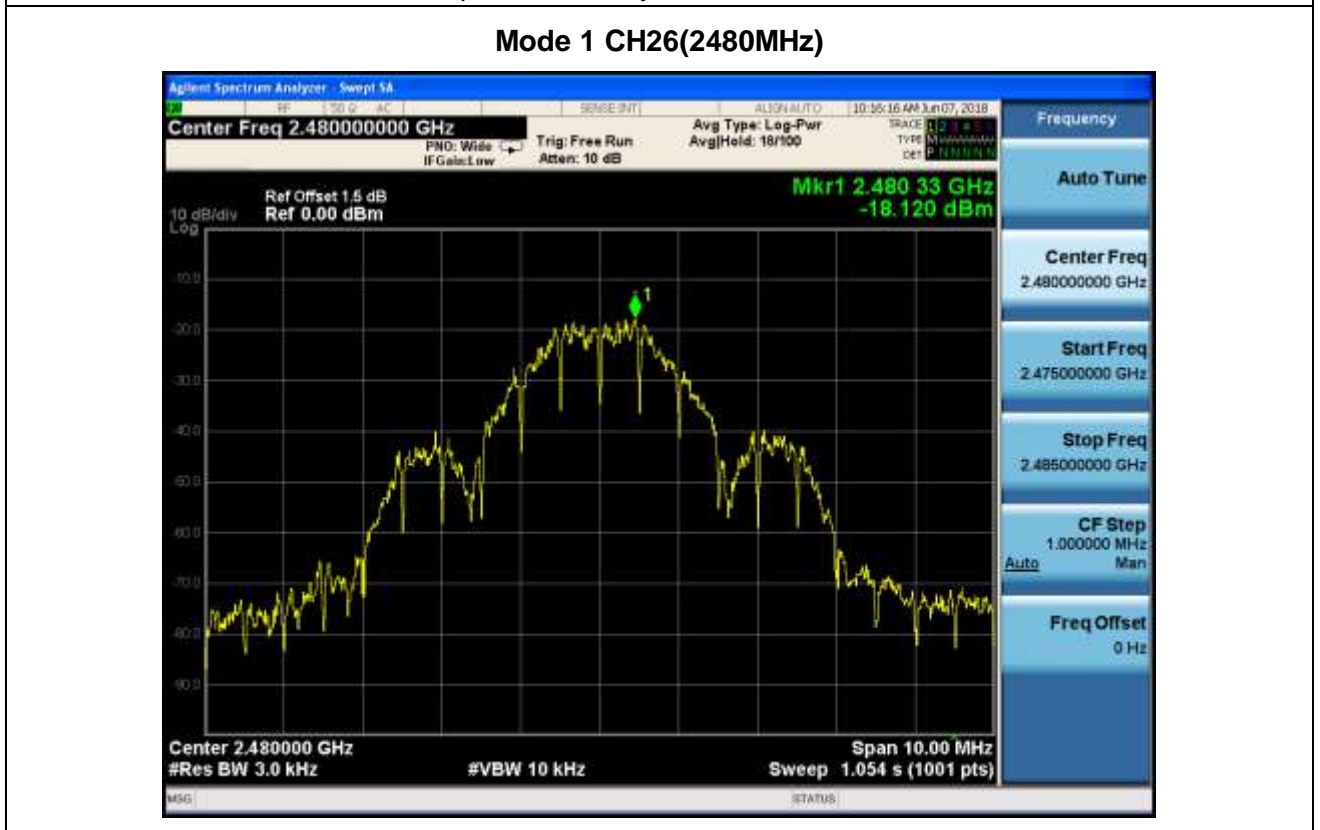 Mode 1 CH26(2480MHz)
Agilent Spectrum Analyzer - Swept SA
RF 50 Ω AC SENSE:INT ALIGN AUTO 10:16:16 AM Jun 07, 2018
Center Freq 2.480000000 GHz
PNO: Wide
IFGain:Low
Trig: Free Run
Atten: 10 dB
Avg Type: Log-Pwr
Avg|Hold: 18/100
TRACE 1 2 3 4 5 6
TYPE M
DET P N N N N N
Mkr1 2.480 33 GHz
-18.120 dBm
Ref Offset 1.5 dB
10 dB/div Ref 0.00 dBm
Log
1
-10.0
-20.0
-30.0
-40.0
-50.0
-60.0
-70.0
-80.0
-90.0
Center 2.480000 GHz Span 10.00 MHz
#Res BW 3.0 kHz #VBW 10 kHz Sweep 1.054 s (1001 pts)
MSG STATUS
Frequency
Auto Tune
Center Freq
2.480000000 GHz
Start Freq
2.475000000 GHz
Stop Freq
2.485000000 GHz
CF Step
1.000000 MHz
Auto Man
Freq Offset
0 Hz